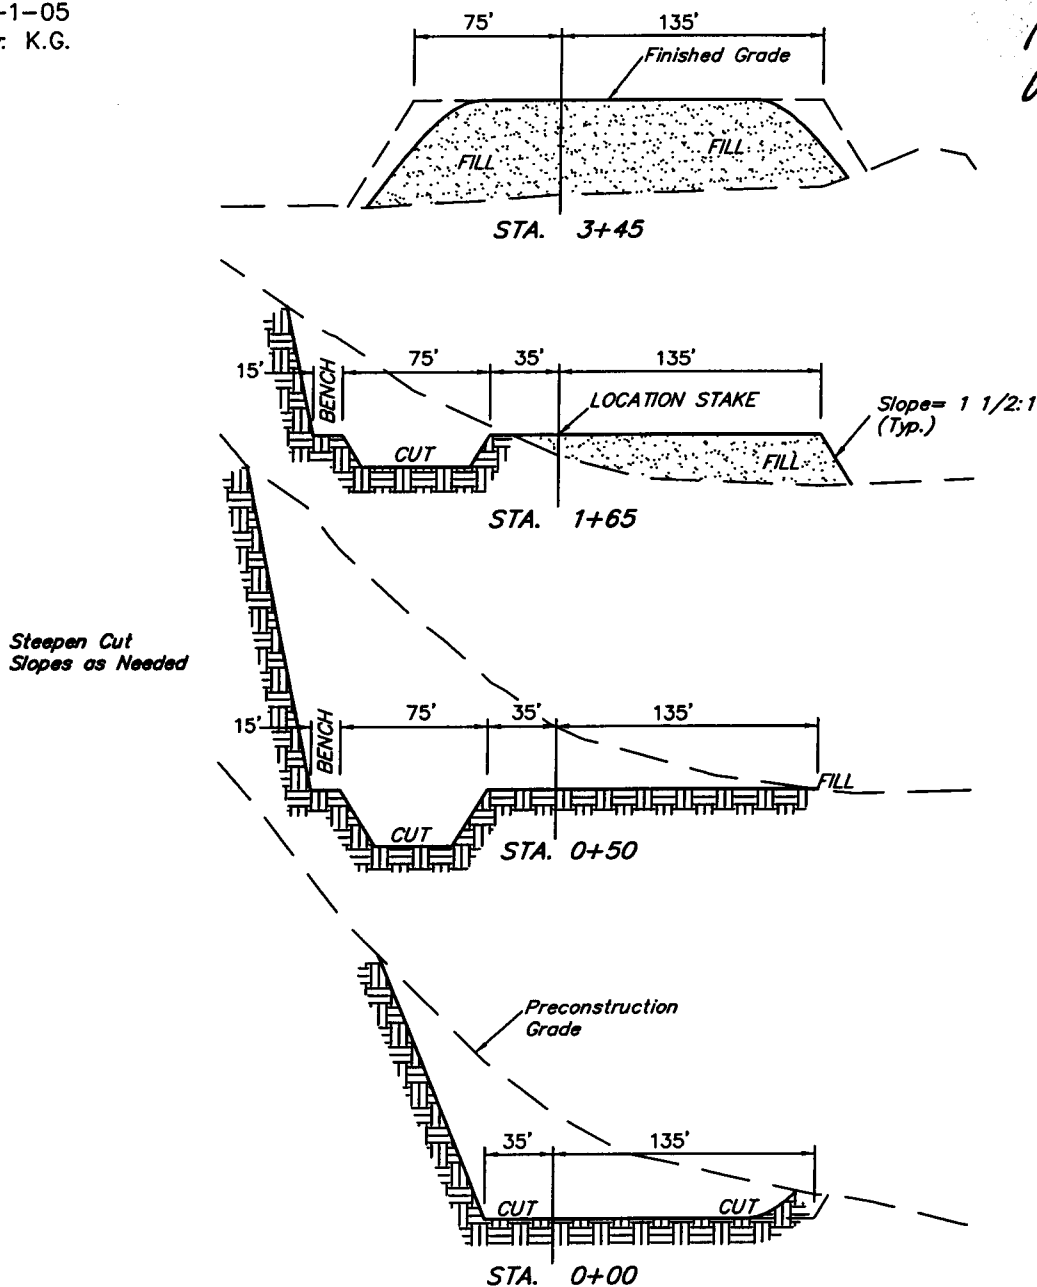 -1-05
K.G.
75' 135'
Finished Grade
FILL FILL
STA. 3+45
15' BENCH 75' 35' 135'
LOCATION STAKE
Slope= 1 1/2:1
(Typ.)
CUT FILL
STA. 1+65
Steepen Cut
Slopes as Needed
15' BENCH 75' 35' 135'
FILL
CUT
STA. 0+50
Preconstruction
Grade
35' 135'
CUT CUT
STA. 0+00